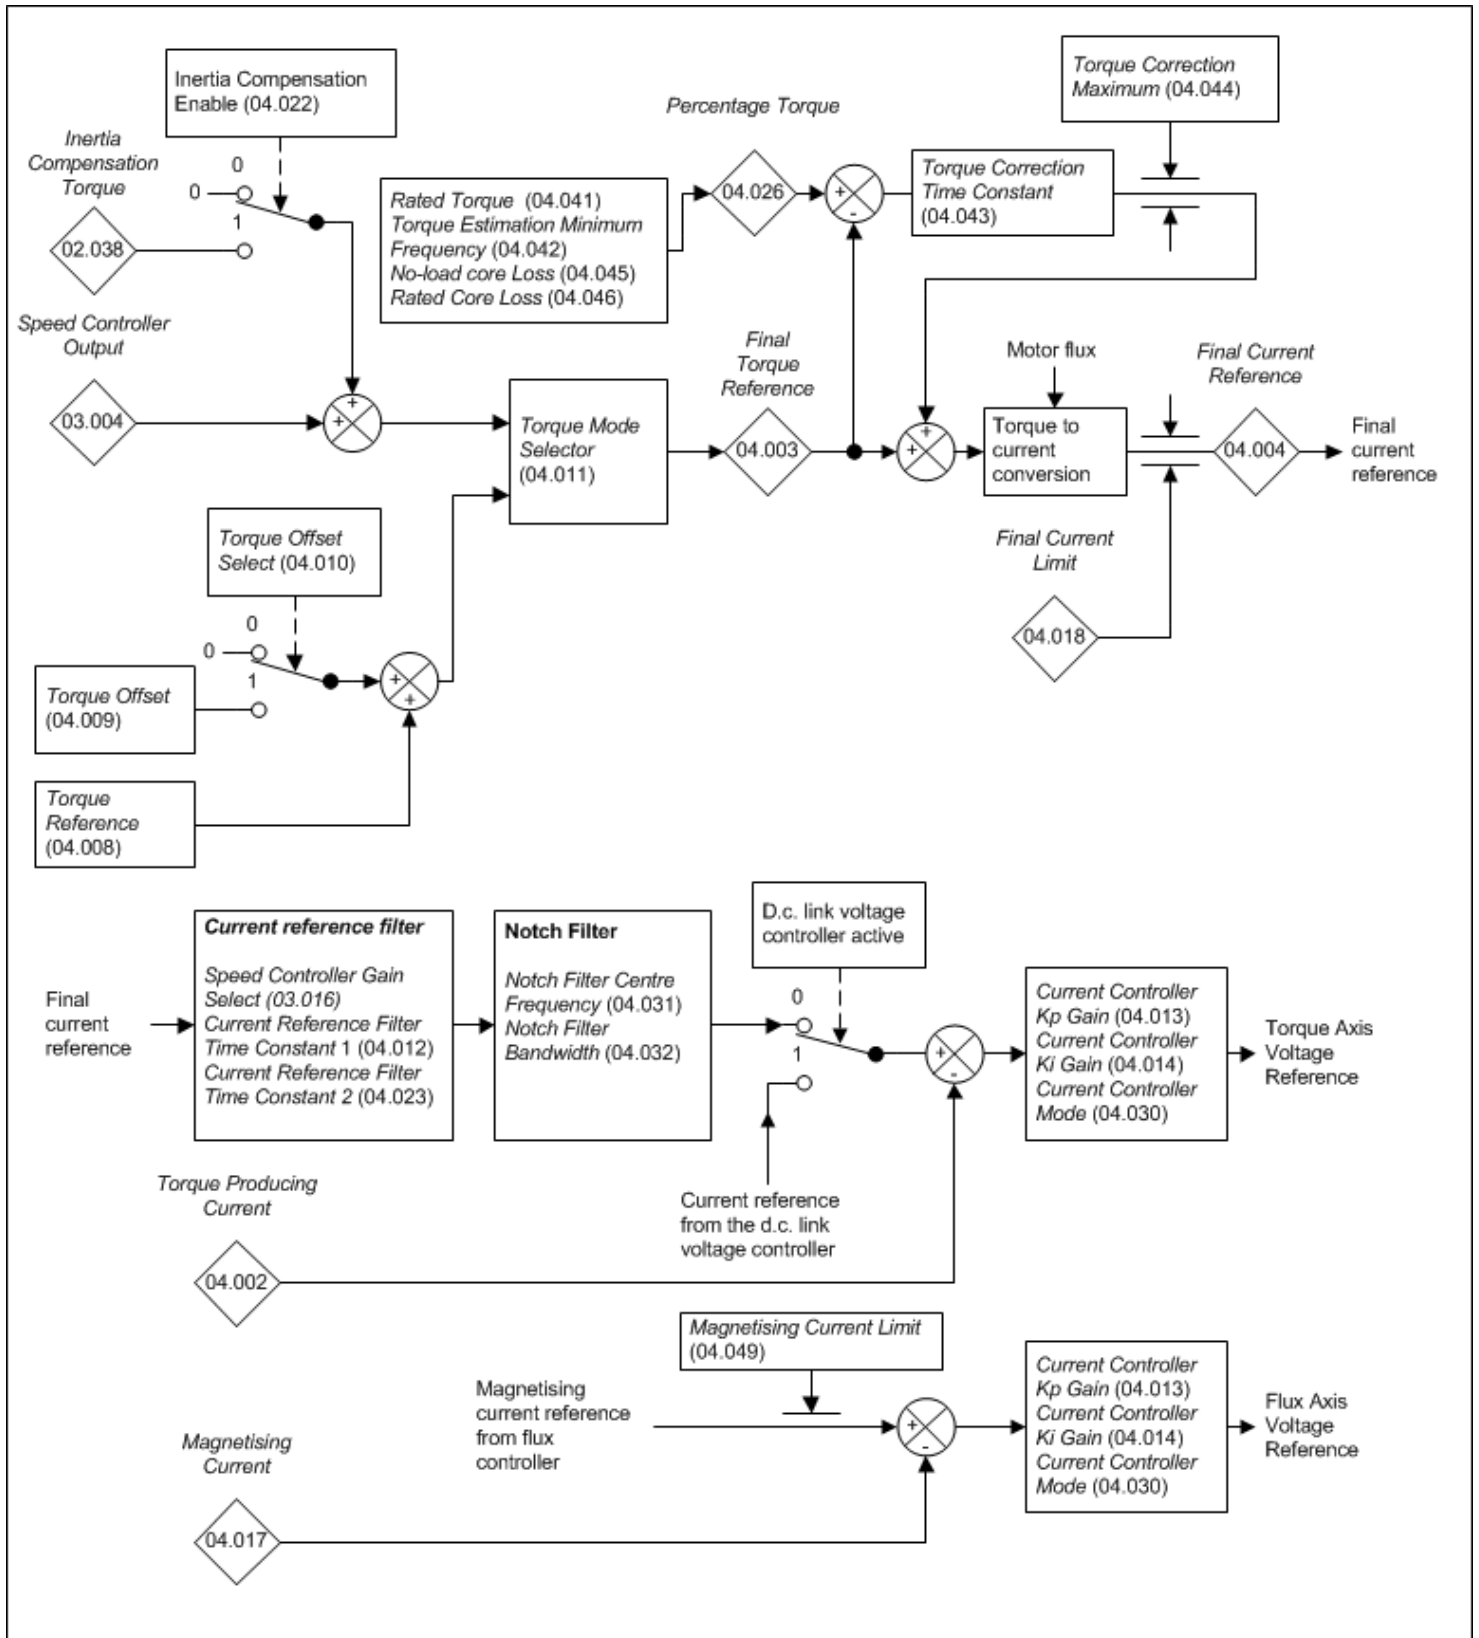 Inertia Compensation
Enable (04.022)
Inertia
Compensation
Torque
0
0
1
02.038
Speed Controller
Output
03.004
+
+
Rated Torque (04.041)
Torque Estimation Minimum
Frequency (04.042)
No-load core Loss (04.045)
Rated Core Loss (04.046)
Percentage Torque
04.026
+
-
Torque Correction
Time Constant
(04.043)
Torque Correction
Maximum (04.044)
Torque Mode
Selector
(04.011)
Final
Torque
Reference
04.003
+
+
Motor flux
Torque to
current
conversion
Final Current
Reference
04.004
Final
current
reference
Final Current
Limit
04.018
Torque Offset
Select (04.010)
0
0
1
Torque Offset
(04.009)
+
+
Torque
Reference
(04.008)
Final
current
reference
Current reference filter
Speed Controller Gain
Select (03.016)
Current Reference Filter
Time Constant 1 (04.012)
Current Reference Filter
Time Constant 2 (04.023)
Notch Filter
Notch Filter Centre
Frequency (04.031)
Notch Filter
Bandwidth (04.032)
D.c. link voltage
controller active
0
1
+
-
Current Controller
Kp Gain (04.013)
Current Controller
Ki Gain (04.014)
Current Controller
Mode (04.030)
Torque Axis
Voltage
Reference
Torque Producing
Current
04.002
Current reference
from the d.c. link
voltage controller
Magnetising Current Limit
(04.049)
Magnetising
current reference
from flux
controller
+
-
Current Controller
Kp Gain (04.013)
Current Controller
Ki Gain (04.014)
Current Controller
Mode (04.030)
Flux Axis
Voltage
Reference
Magnetising
Current
04.017